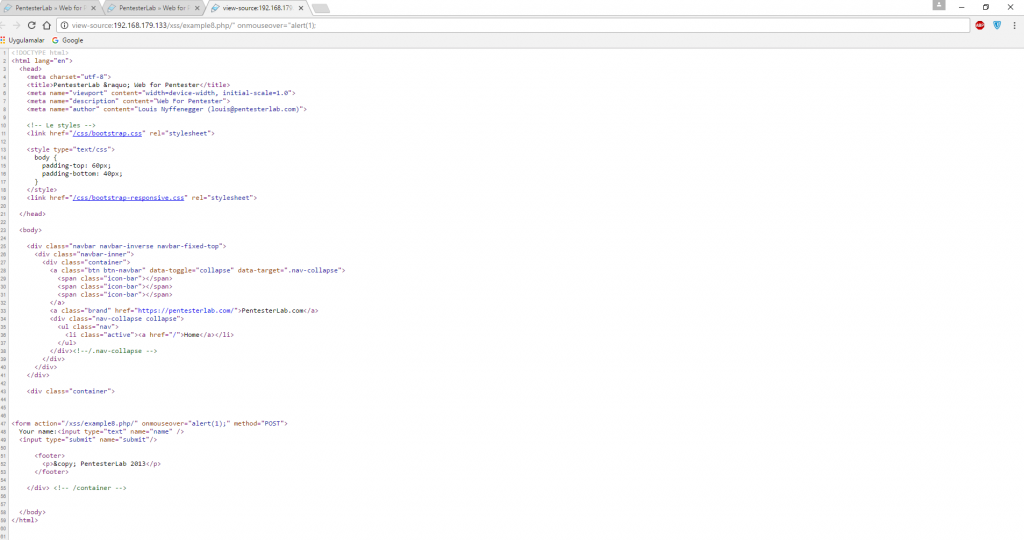 PentesterLab » Web for P
PentesterLab » Web for P
view-source:192.168.179
view-source:192.168.179.133/xss/example8.php/" onmouseover="alert(1);
ABP
Uygulamalar
Google
1 <!DOCTYPE html>
2 <html lang="en">
3 <head>
4 <meta charset="utf-8">
5 <title>PentesterLab &raquo; Web for Pentester</title>
6 <meta name="viewport" content="width=device-width, initial-scale=1.0">
7 <meta name="description" content="Web For Pentester">
8 <meta name="author" content="Louis Nyffenegger (louis@pentesterlab.com)">
9
10 <!-- Le styles -->
11 <link href="/css/bootstrap.css" rel="stylesheet">
12
13 <style type="text/css">
14 body {
15 padding-top: 60px;
16 padding-bottom: 40px;
17 }
18 </style>
19 <link href="/css/bootstrap-responsive.css" rel="stylesheet">
20
21 </head>
22
23 <body>
24
25 <div class="navbar navbar-inverse navbar-fixed-top">
26 <div class="navbar-inner">
27 <div class="container">
28 <a class="btn btn-navbar" data-toggle="collapse" data-target=".nav-collapse">
29 <span class="icon-bar"></span>
30 <span class="icon-bar"></span>
31 <span class="icon-bar"></span>
32 </a>
33 <a class="brand" href="https://pentesterlab.com/">PentesterLab.com</a>
34 <div class="nav-collapse collapse">
35 <ul class="nav">
36 <li class="active"><a href="/">Home</a></li>
37 </ul>
38 </div><!--/.nav-collapse -->
39 </div>
40 </div>
41 </div>
42
43 <div class="container">
44
45
46
47 <form action="/xss/example8.php/" onmouseover="alert(1);" method="POST">
48 Your name:<input type="text" name="name" />
49 <input type="submit" name="submit"/>
50
51 <footer>
52 <p>&copy; PentesterLab 2013</p>
53 </footer>
54
55 </div> <!-- /container -->
56
57
58 </body>
59 </html>
60
61